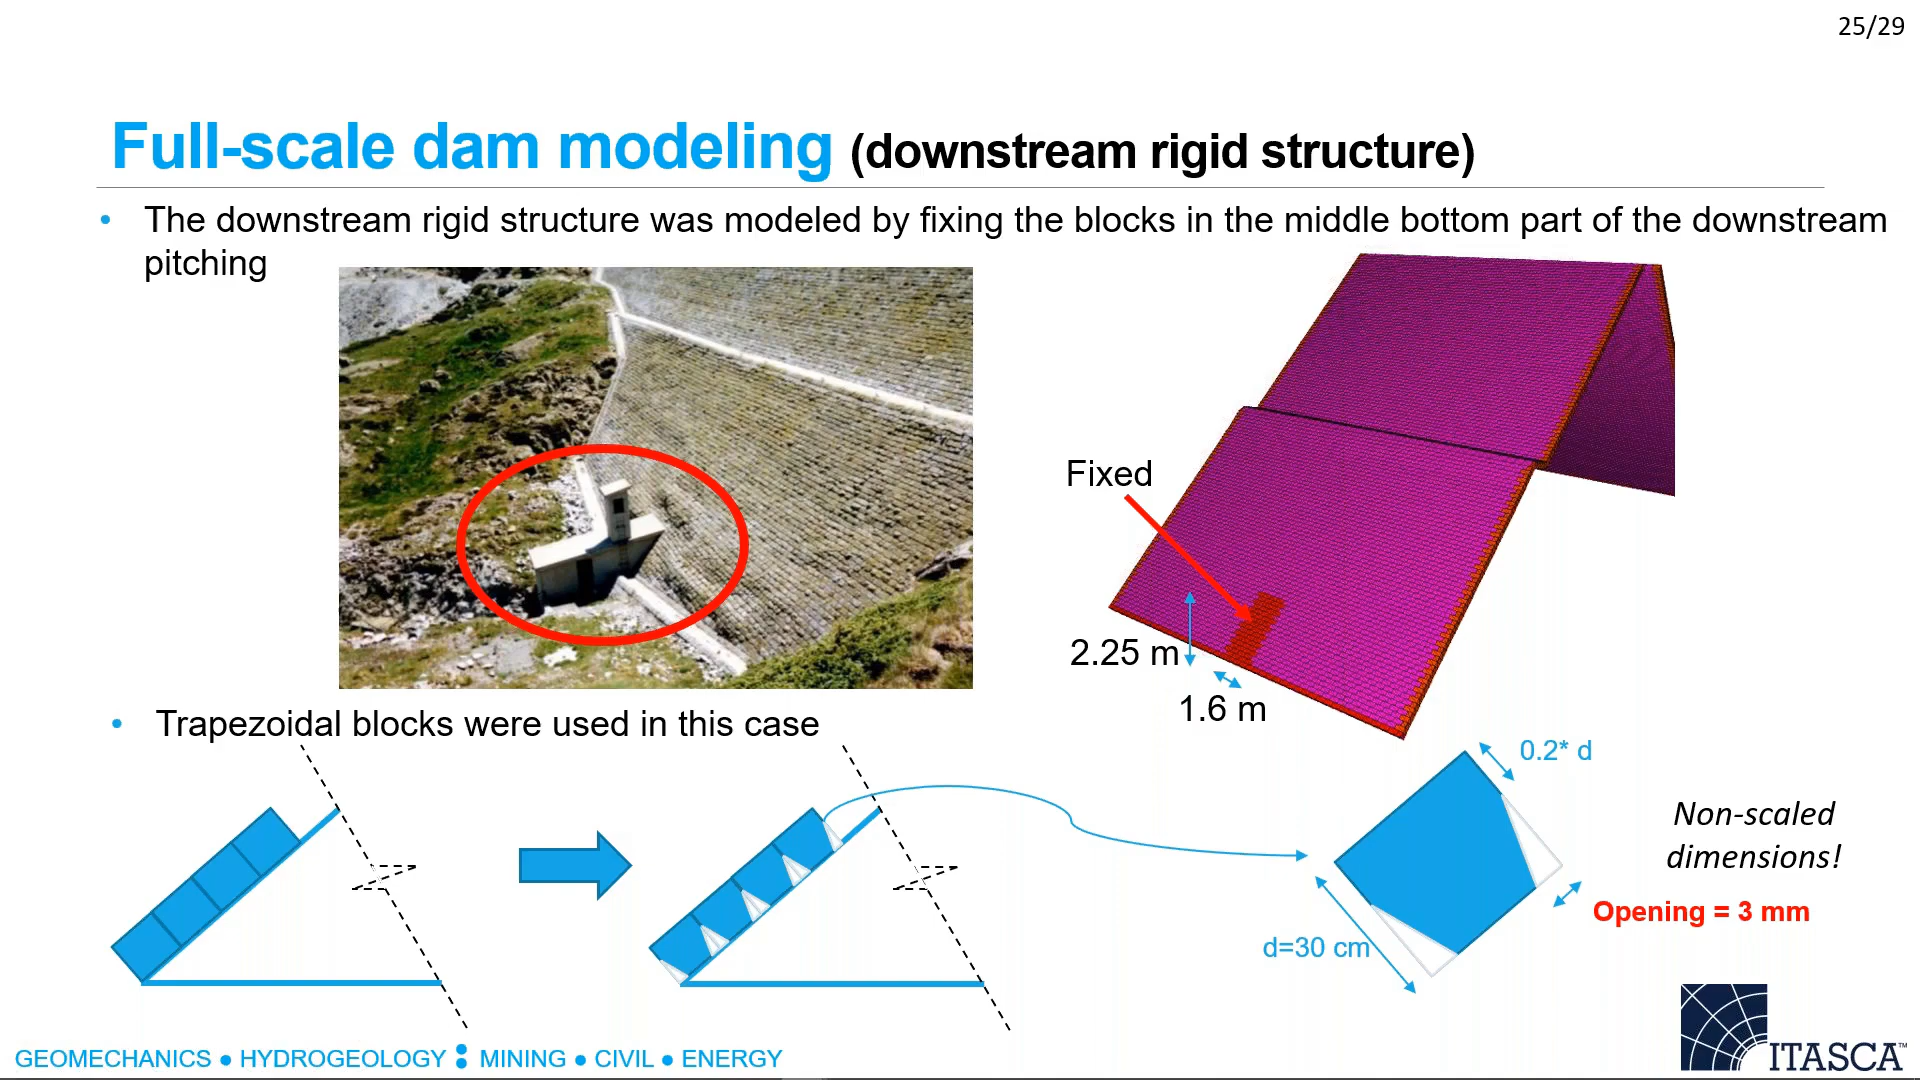 25/29
Full-scale dam modeling (downstream rigid structure)
• The downstream rigid structure was modeled by fixing the blocks in the middle bottom part of the downstream
pitching
Fixed
2.25 m
1.6 m
• Trapezoidal blocks were used in this case
0.2* d
Non-scaled
dimensions!
Opening = 3 mm
d=30 cm
GEOMECHANICS ● HYDROGEOLOGY : MINING ● CIVIL ● ENERGY
ITASCA™